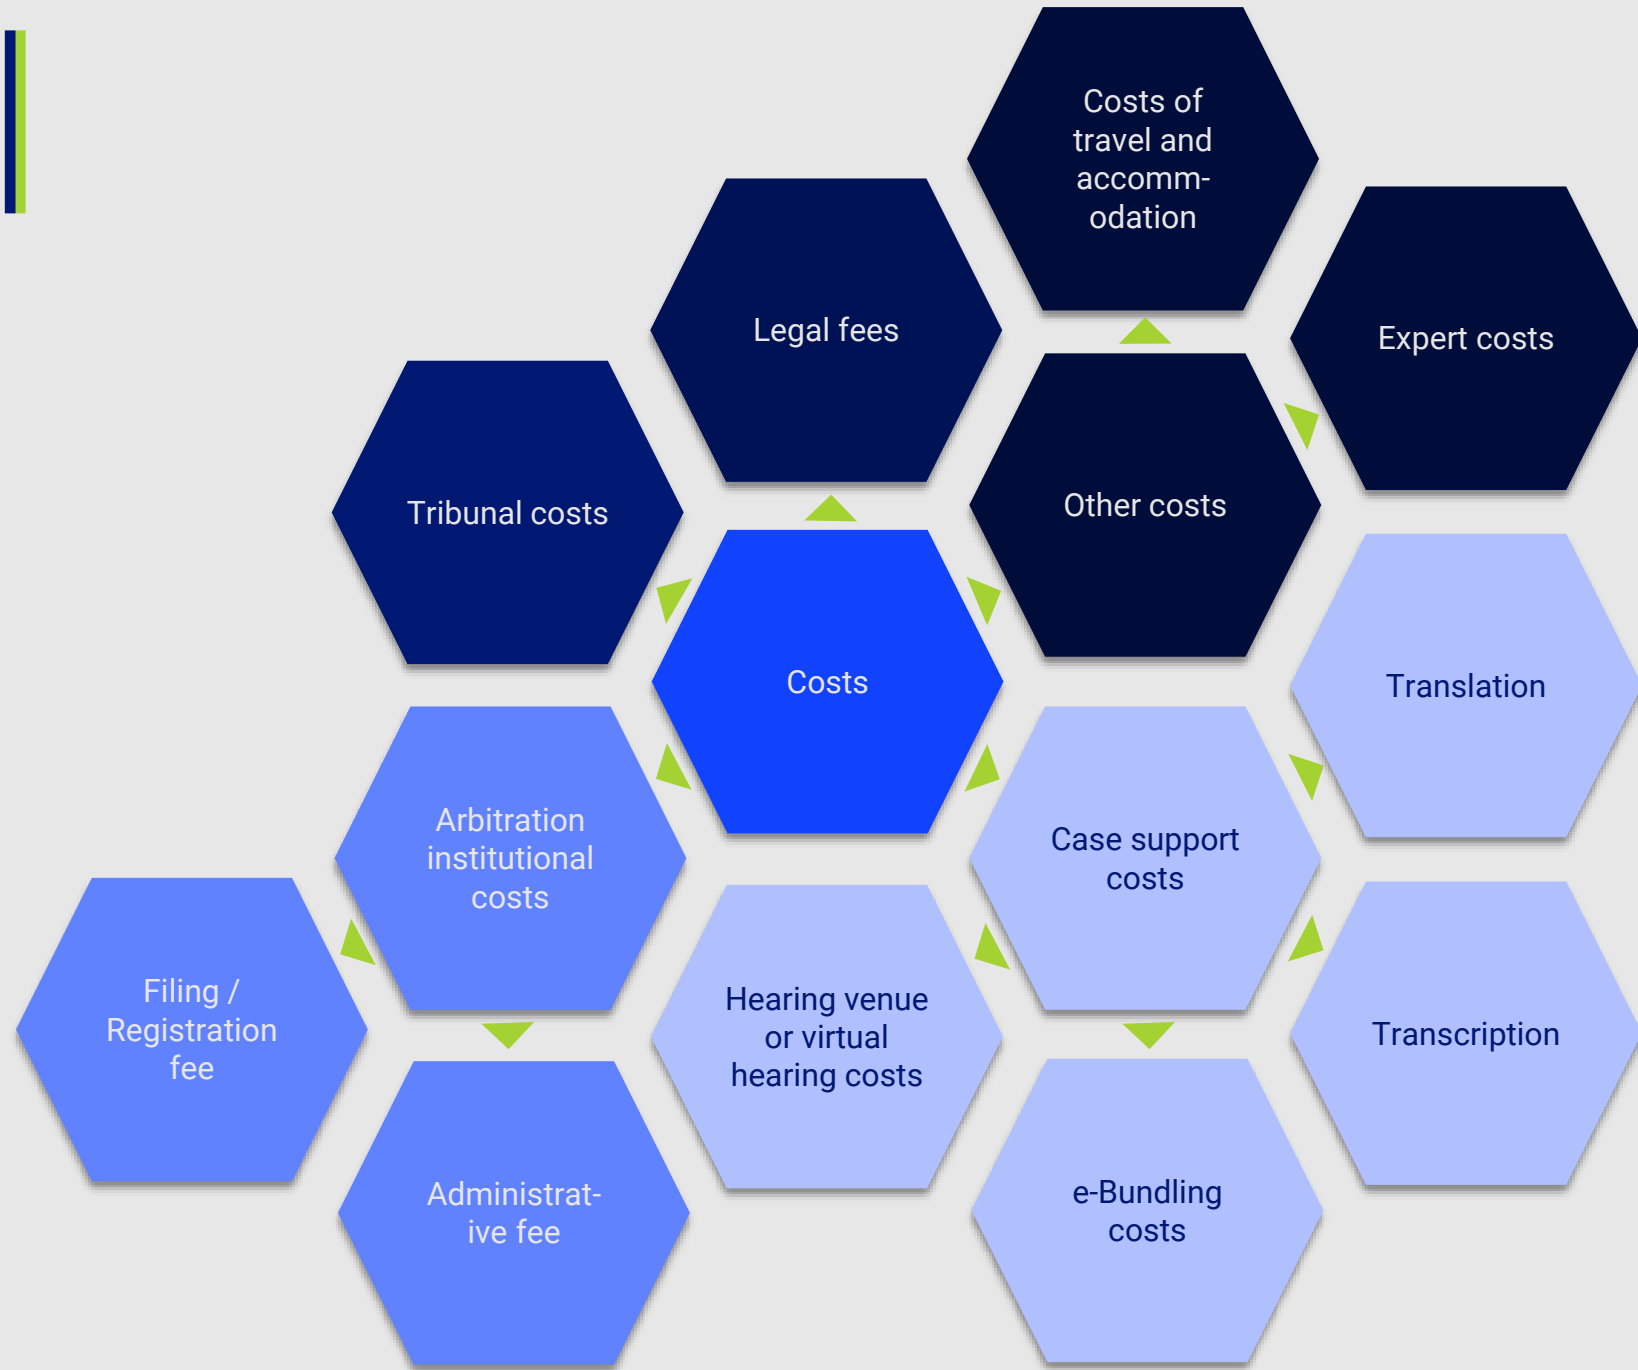 Costs of
travel and
accomm-
odation
Legal fees
Expert costs
Tribunal costs
Other costs
Costs
Translation
Arbitration
institutional
costs
Case support
costs
Filing /
Registration
fee
Hearing venue
or virtual
hearing costs
Transcription
Administrat-
ive fee
e-Bundling
costs